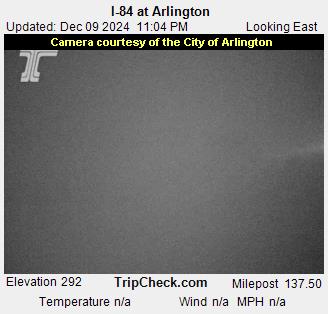 I-84 at Arlington
Updated: Dec 09 2024 11:04 PM Looking East
Camera courtesy of the City of Arlington
Elevation 292 TripCheck.com Milepost 137.50
Temperature n/a Wind n/a MPH n/a